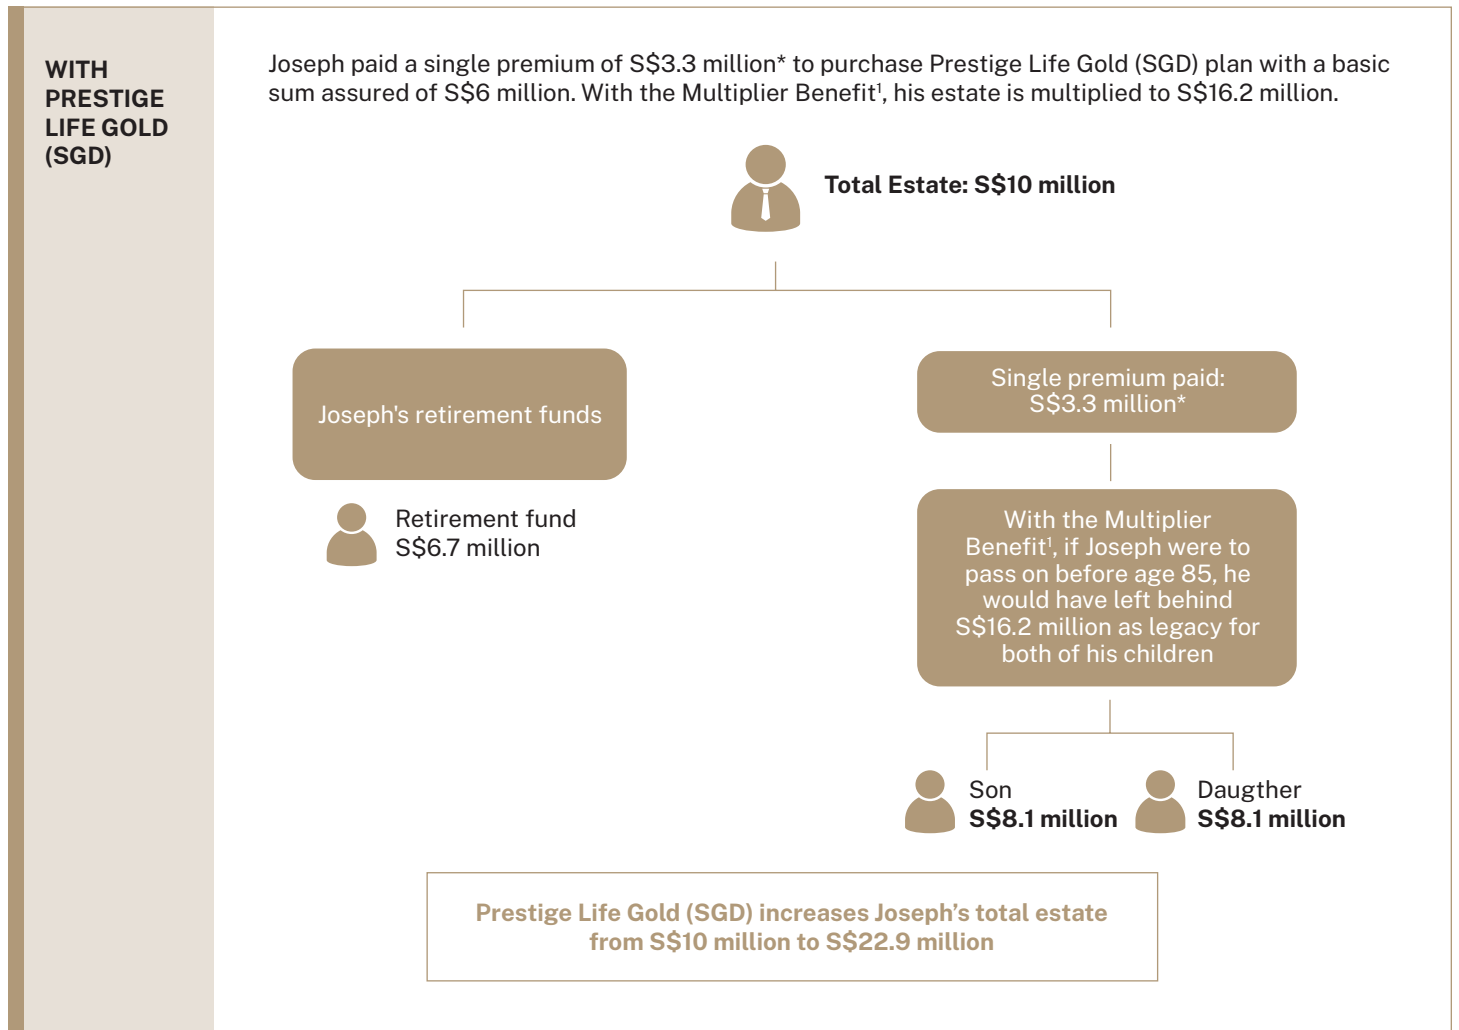 WITH
PRESTIGE
LIFE GOLD
(SGD)
Joseph paid a single premium of S$3.3 million* to purchase Prestige Life Gold (SGD) plan with a basic
sum assured of S$6 million. With the Multiplier Benefit¹, his estate is multiplied to S$16.2 million.
Total Estate: S$10 million
Joseph's retirement funds
Retirement fund
S$6.7 million
Single premium paid:
S$3.3 million*
With the Multiplier
Benefit¹, if Joseph were to
pass on before age 85, he
would have left behind
S$16.2 million as legacy for
both of his children
Son
S$8.1 million
Daugther
S$8.1 million
Prestige Life Gold (SGD) increases Joseph’s total estate
from S$10 million to S$22.9 million